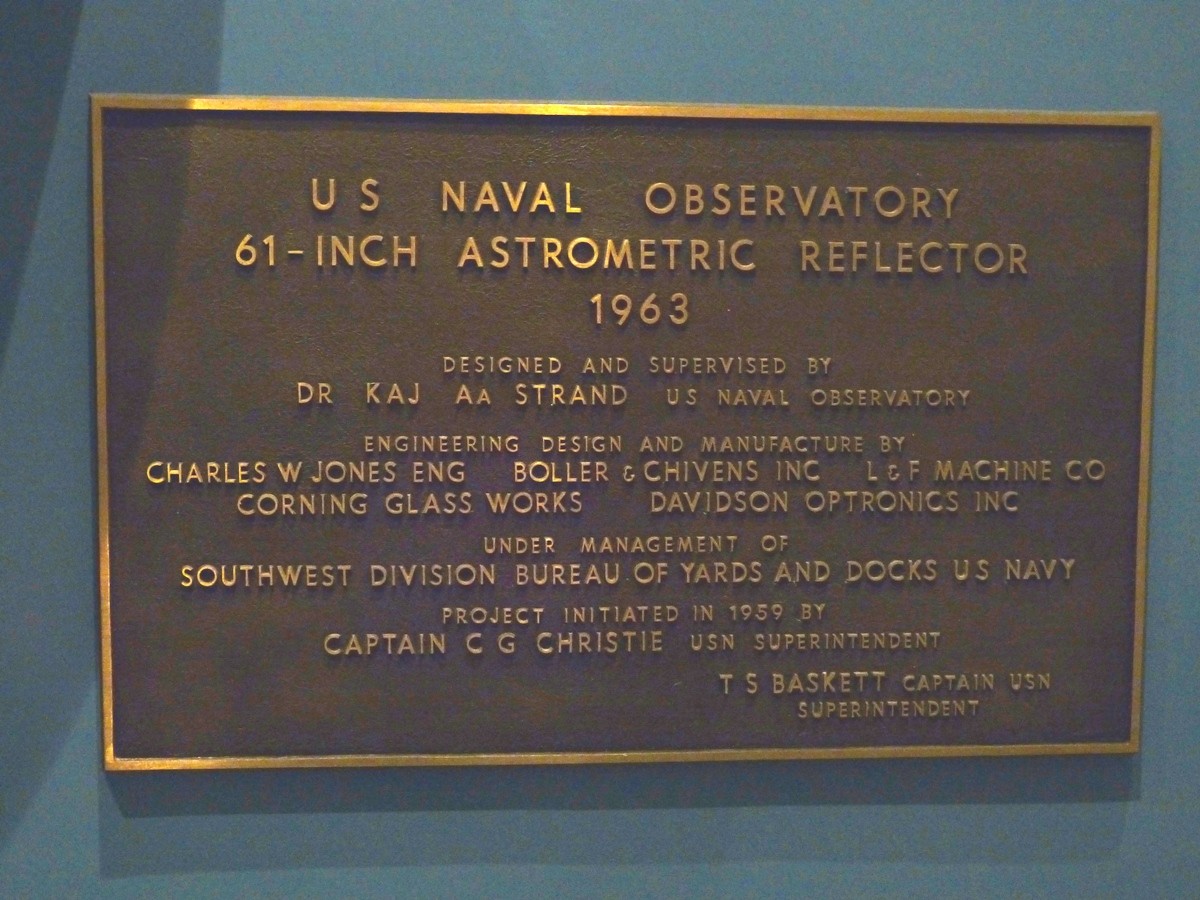 US NAVAL OBSERVATORY
61-INCH ASTROMETRIC REFLECTOR
1963
DESIGNED AND SUPERVISED BY
DR KAJ AA STRAND US NAVAL OBSERVATORY
ENGINEERING DESIGN AND MANUFACTURE BY
CHARLES W JONES ENG BOLLER & CHIVENS INC L & F MACHINE CO
CORNING GLASS WORKS DAVIDSON OPTRONICS INC
UNDER MANAGEMENT OF
SOUTHWEST DIVISION BUREAU OF YARDS AND DOCKS US NAVY
PROJECT INITIATED IN 1959 BY
CAPTAIN C G CHRISTIE USN SUPERINTENDENT
T S BASKETT CAPTAIN USN
SUPERINTENDENT